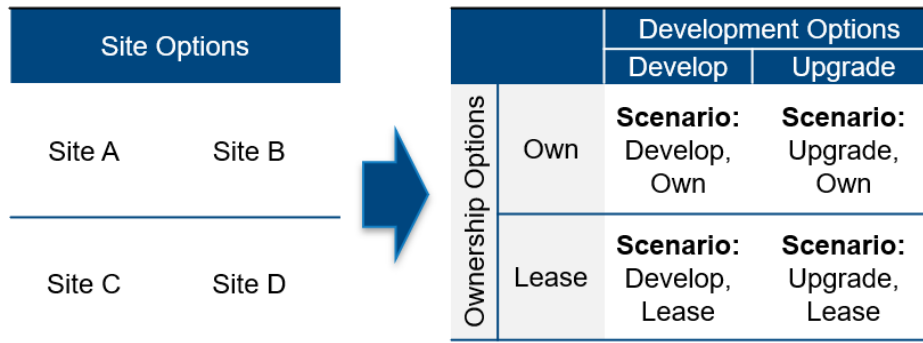 Site Options
Site A Site B
Site C Site D
Development Options
Develop Upgrade
Ownership Options
Own
Scenario: Scenario:
Develop, Upgrade,
Own Own
Lease
Scenario: Scenario:
Develop, Upgrade,
Lease Lease